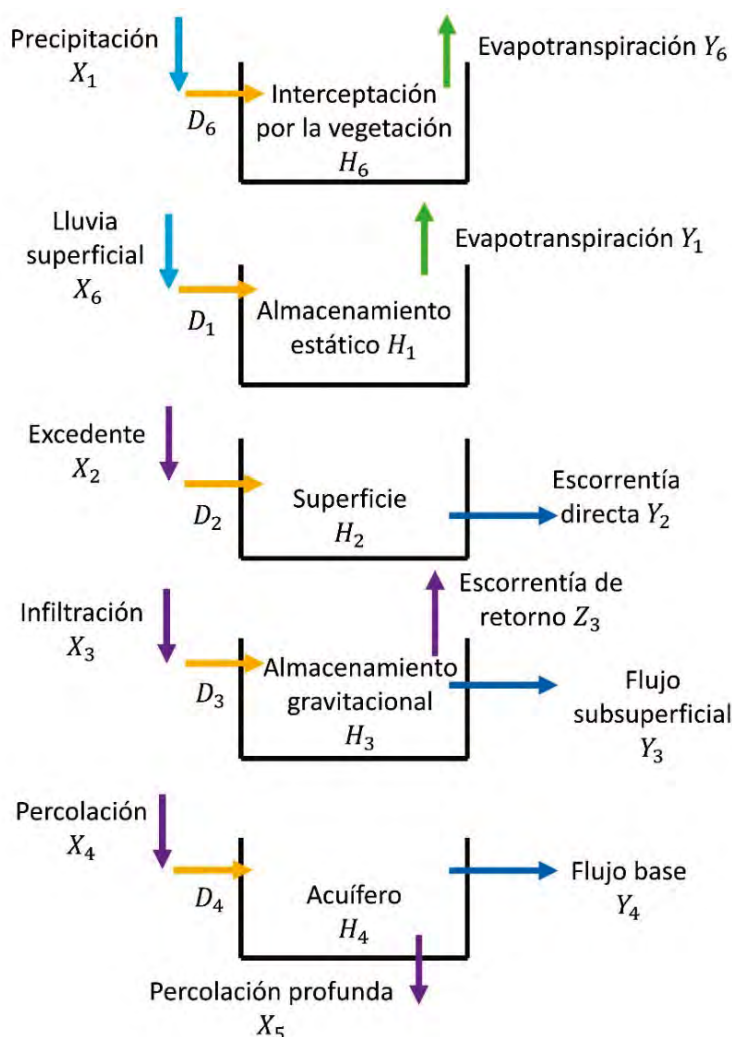 Precipitación
X₁
D₆
Interceptación
por la vegetación
H₆
Evapotranspiración Y₆
Lluvia
superficial
X₆
D₁
Almacenamiento
estático H₁
Evapotranspiración Y₁
Excedente
X₂
D₂
Superficie
H₂
Escorrentía
directa Y₂
Infiltración
X₃
D₃
Almacenamiento
gravitacional
H₃
Escorrentía de
retorno Z₃
Flujo
subsuperficial
Y₃
Percolación
X₄
D₄
Acuífero
H₄
Flujo base
Y₄
Percolación profunda
X₅